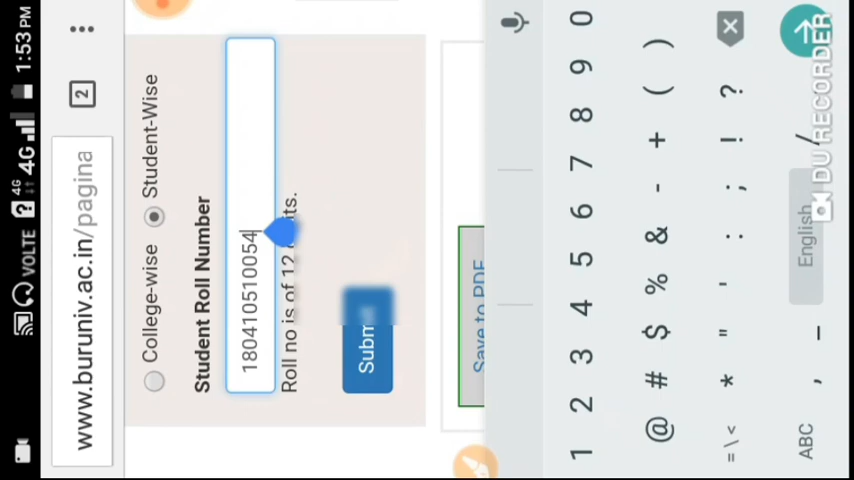 VOLTE 4G 4G 1:53 PM
www.buruniv.ac.in/pagina 2
College-wise Student-Wise
Student Roll Number
180410510054
Roll no is of 12
Submit
Save to PDF
1 2 3 4 5 6 7 8 9 0
@ # $ % & - + ( )
= \ < * " ' : ; ! ?
ABC , _ English /
DU RECORDER